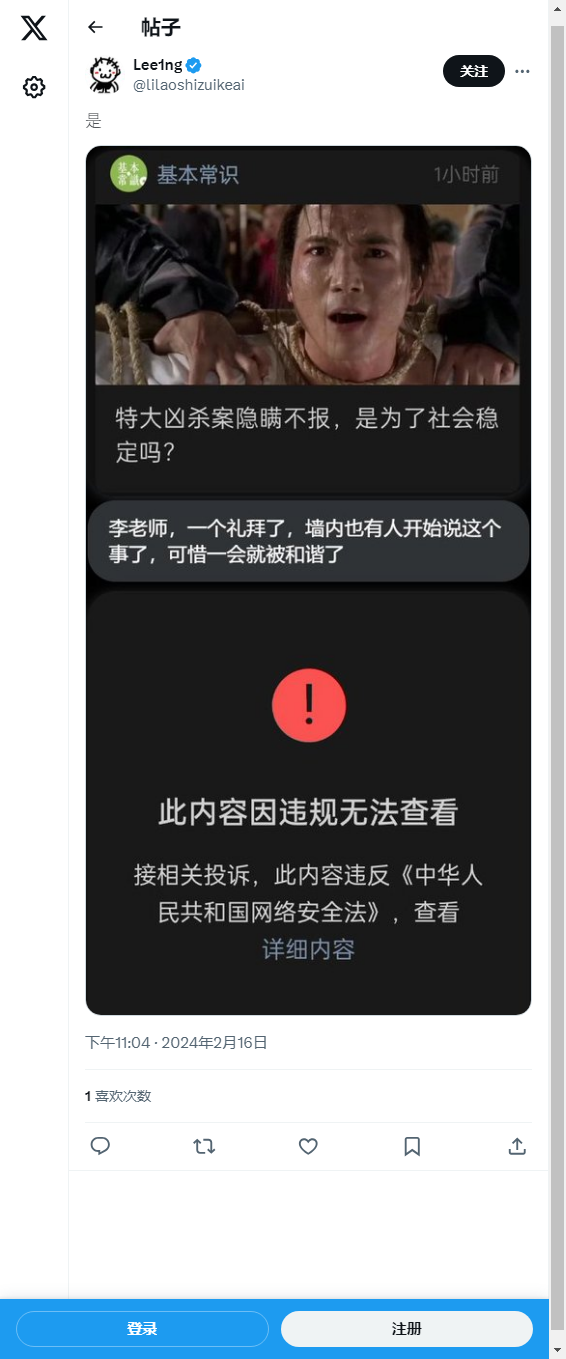 帖子
Lee1ng
@lilaoshizuikeai
关注
是
基本常识
基本
常識
1小时前
特大凶杀案隐瞒不报，是为了社会稳
定吗？
李老师，一个礼拜了，墙内也有人开始说这个
事了，可惜一会就被和谐了
此内容因违规无法查看
接相关投诉，此内容违反《中华人
民共和国网络安全法》，查看
详细内容
下午11:04 · 2024年2月16日
1 喜欢次数
登录
注册